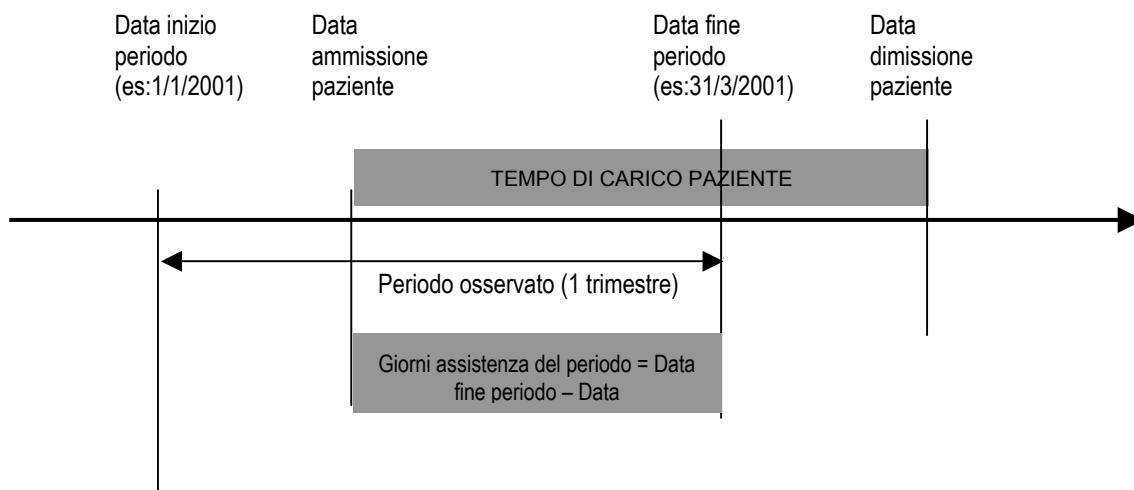 Data inizio
periodo
(es:1/1/2001)
Data
ammissione
paziente
Data fine
periodo
(es:31/3/2001)
Data
dimissione
paziente
TEMPO DI CARICO PAZIENTE
Periodo osservato (1 trimestre)
Giorni assistenza del periodo = Data
fine periodo – Data